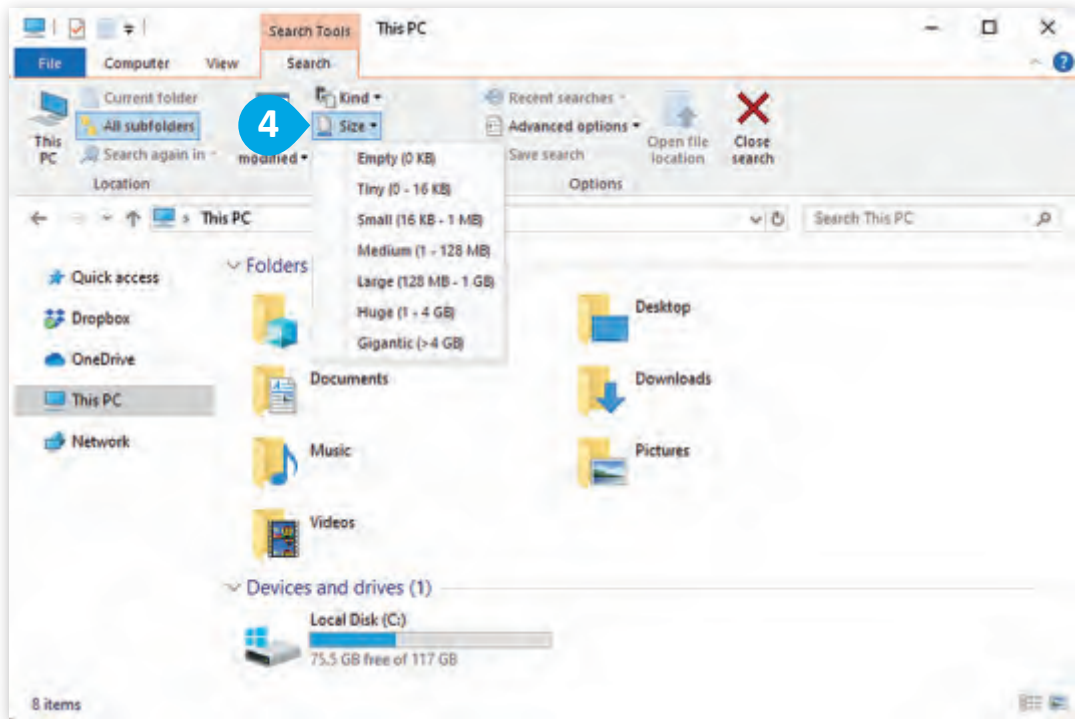 Search Tools This PC
File Computer View Search
This PC
Current folder
All subfolders
Search again in
Location
4
modified
Kind
Size
Empty (0 KB)
Tiny (0 - 16 KB)
Small (16 KB - 1 MB)
Medium (1 - 128 MB)
Large (128 MB - 1 GB)
Huge (1 - 4 GB)
Gigantic (>4 GB)
Recent searches
Advanced options
Save search
Open file
location
Close
search
Options
This PC
Search This PC
Quick access
Dropbox
OneDrive
This PC
Network
Folders
Desktop
Documents
Downloads
Music
Pictures
Videos
Devices and drives (1)
Local Disk (C:)
75.5 GB free of 117 GB
8 items